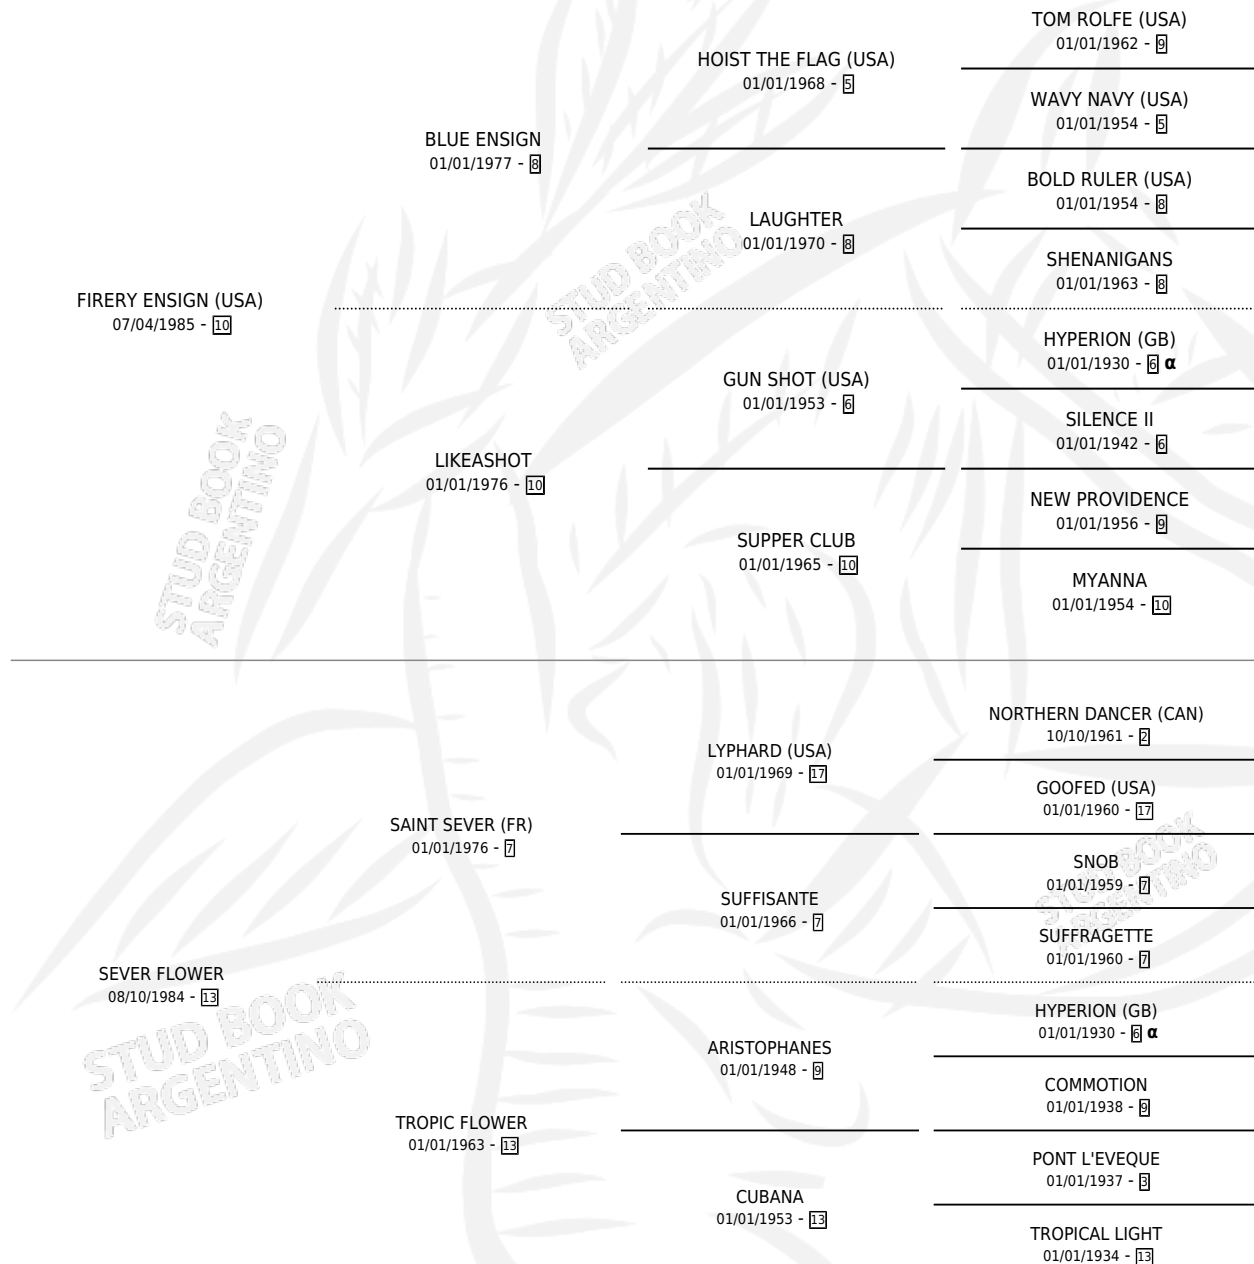 TOM ROLFE (USA)
01/01/1962 - 9
HOIST THE FLAG (USA)
01/01/1968 - 5
WAVY NAVY (USA)
01/01/1954 - 5
BLUE ENSIGN
01/01/1977 - 8
BOLD RULER (USA)
01/01/1954 - 8
LAUGHTER
01/01/1970 - 8
SHENANIGANS
01/01/1963 - 8
FIRERY ENSIGN (USA)
07/04/1985 - 10
HYPERION (GB)
01/01/1930 - 6 α
GUN SHOT (USA)
01/01/1953 - 6
SILENCE II
01/01/1942 - 6
LIKEASHOT
01/01/1976 - 10
NEW PROVIDENCE
01/01/1956 - 9
SUPPER CLUB
01/01/1965 - 10
MYANNA
01/01/1954 - 10
NORTHERN DANCER (CAN)
10/10/1961 - 2
LYPHARD (USA)
01/01/1969 - 17
GOOFED (USA)
01/01/1960 - 17
SAINT SEVER (FR)
01/01/1976 - 7
SNOB
01/01/1959 - 7
SUFFISANTE
01/01/1966 - 7
SUFFRAGETTE
01/01/1960 - 7
SEVER FLOWER
08/10/1984 - 13
HYPERION (GB)
01/01/1930 - 6 α
ARISTOPHANES
01/01/1948 - 9
COMMOTION
01/01/1938 - 9
TROPIC FLOWER
01/01/1963 - 13
PONT L'EVEQUE
01/01/1937 - 3
CUBANA
01/01/1953 - 13
TROPICAL LIGHT
01/01/1934 - 13
STUD BOOK
ARGENTINO
STUD BOOK
ARGENTINO
STUD BOOK
ARGENTINO
STUD BOOK
ARGENTINO